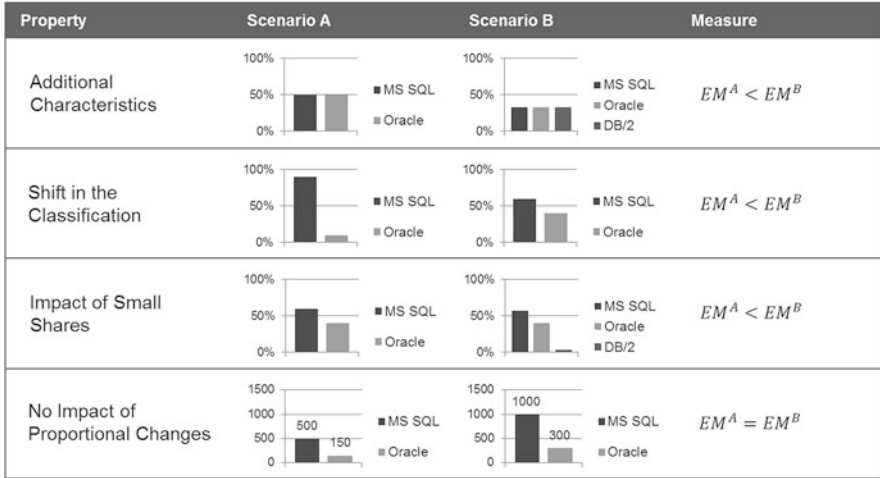 Property Scenario A Scenario B Measure
Additional
Characteristics
100%
50%
0%
MS SQL
Oracle
100%
50%
0%
MS SQL
Oracle
DB/2
EM^A < EM^B
Shift in the
Classification
100%
50%
0%
MS SQL
Oracle
100%
50%
0%
MS SQL
Oracle
EM^A < EM^B
Impact of Small
Shares
100%
50%
0%
MS SQL
Oracle
100%
50%
0%
MS SQL
Oracle
DB/2
EM^A < EM^B
No Impact of
Proportional Changes
1500
1000
500
0
500
150
MS SQL
Oracle
1500
1000
500
0
1000
300
MS SQL
Oracle
EM^A = EM^B